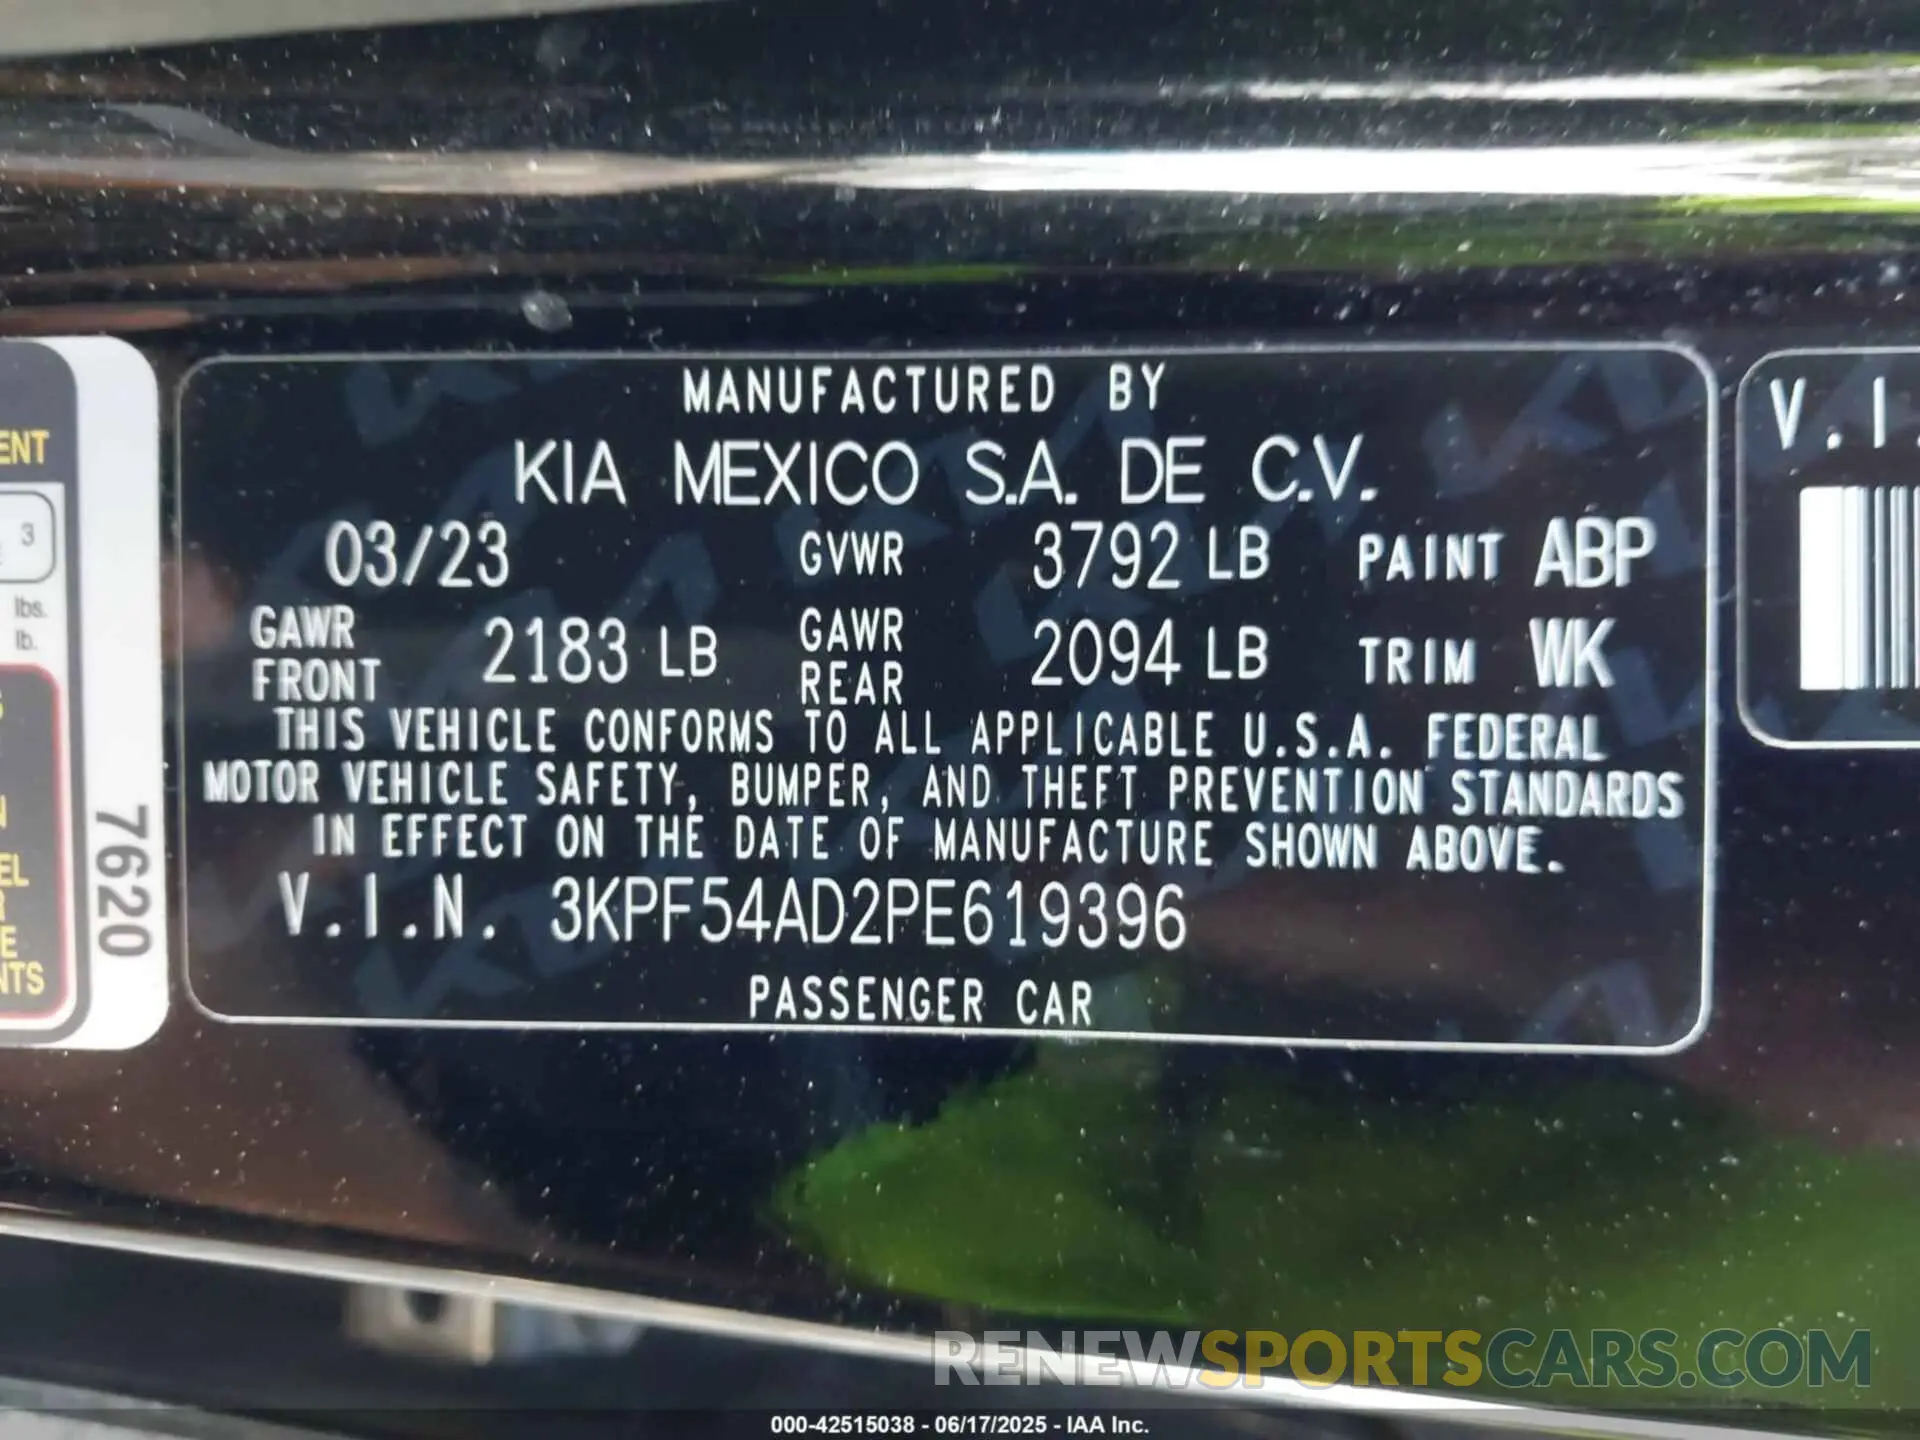 MANUFACTURED BY
KIA MEXICO S.A. DE C.V.
03/23 GVWR 3792 LB PAINT ABP
GAWR FRONT 2183 LB GAWR REAR 2094 LB TRIM WK
THIS VEHICLE CONFORMS TO ALL APPLICABLE U.S.A. FEDERAL
MOTOR VEHICLE SAFETY, BUMPER, AND THEFT PREVENTION STANDARDS
IN EFFECT ON THE DATE OF MANUFACTURE SHOWN ABOVE.
V.I.N. 3KPF54AD2PE619396
PASSENGER CAR
3
lbs.
lb.
7620
V.I.
RENEWSPORTSCARS.COM
000-42515038 - 06/17/2025 - IAA Inc.